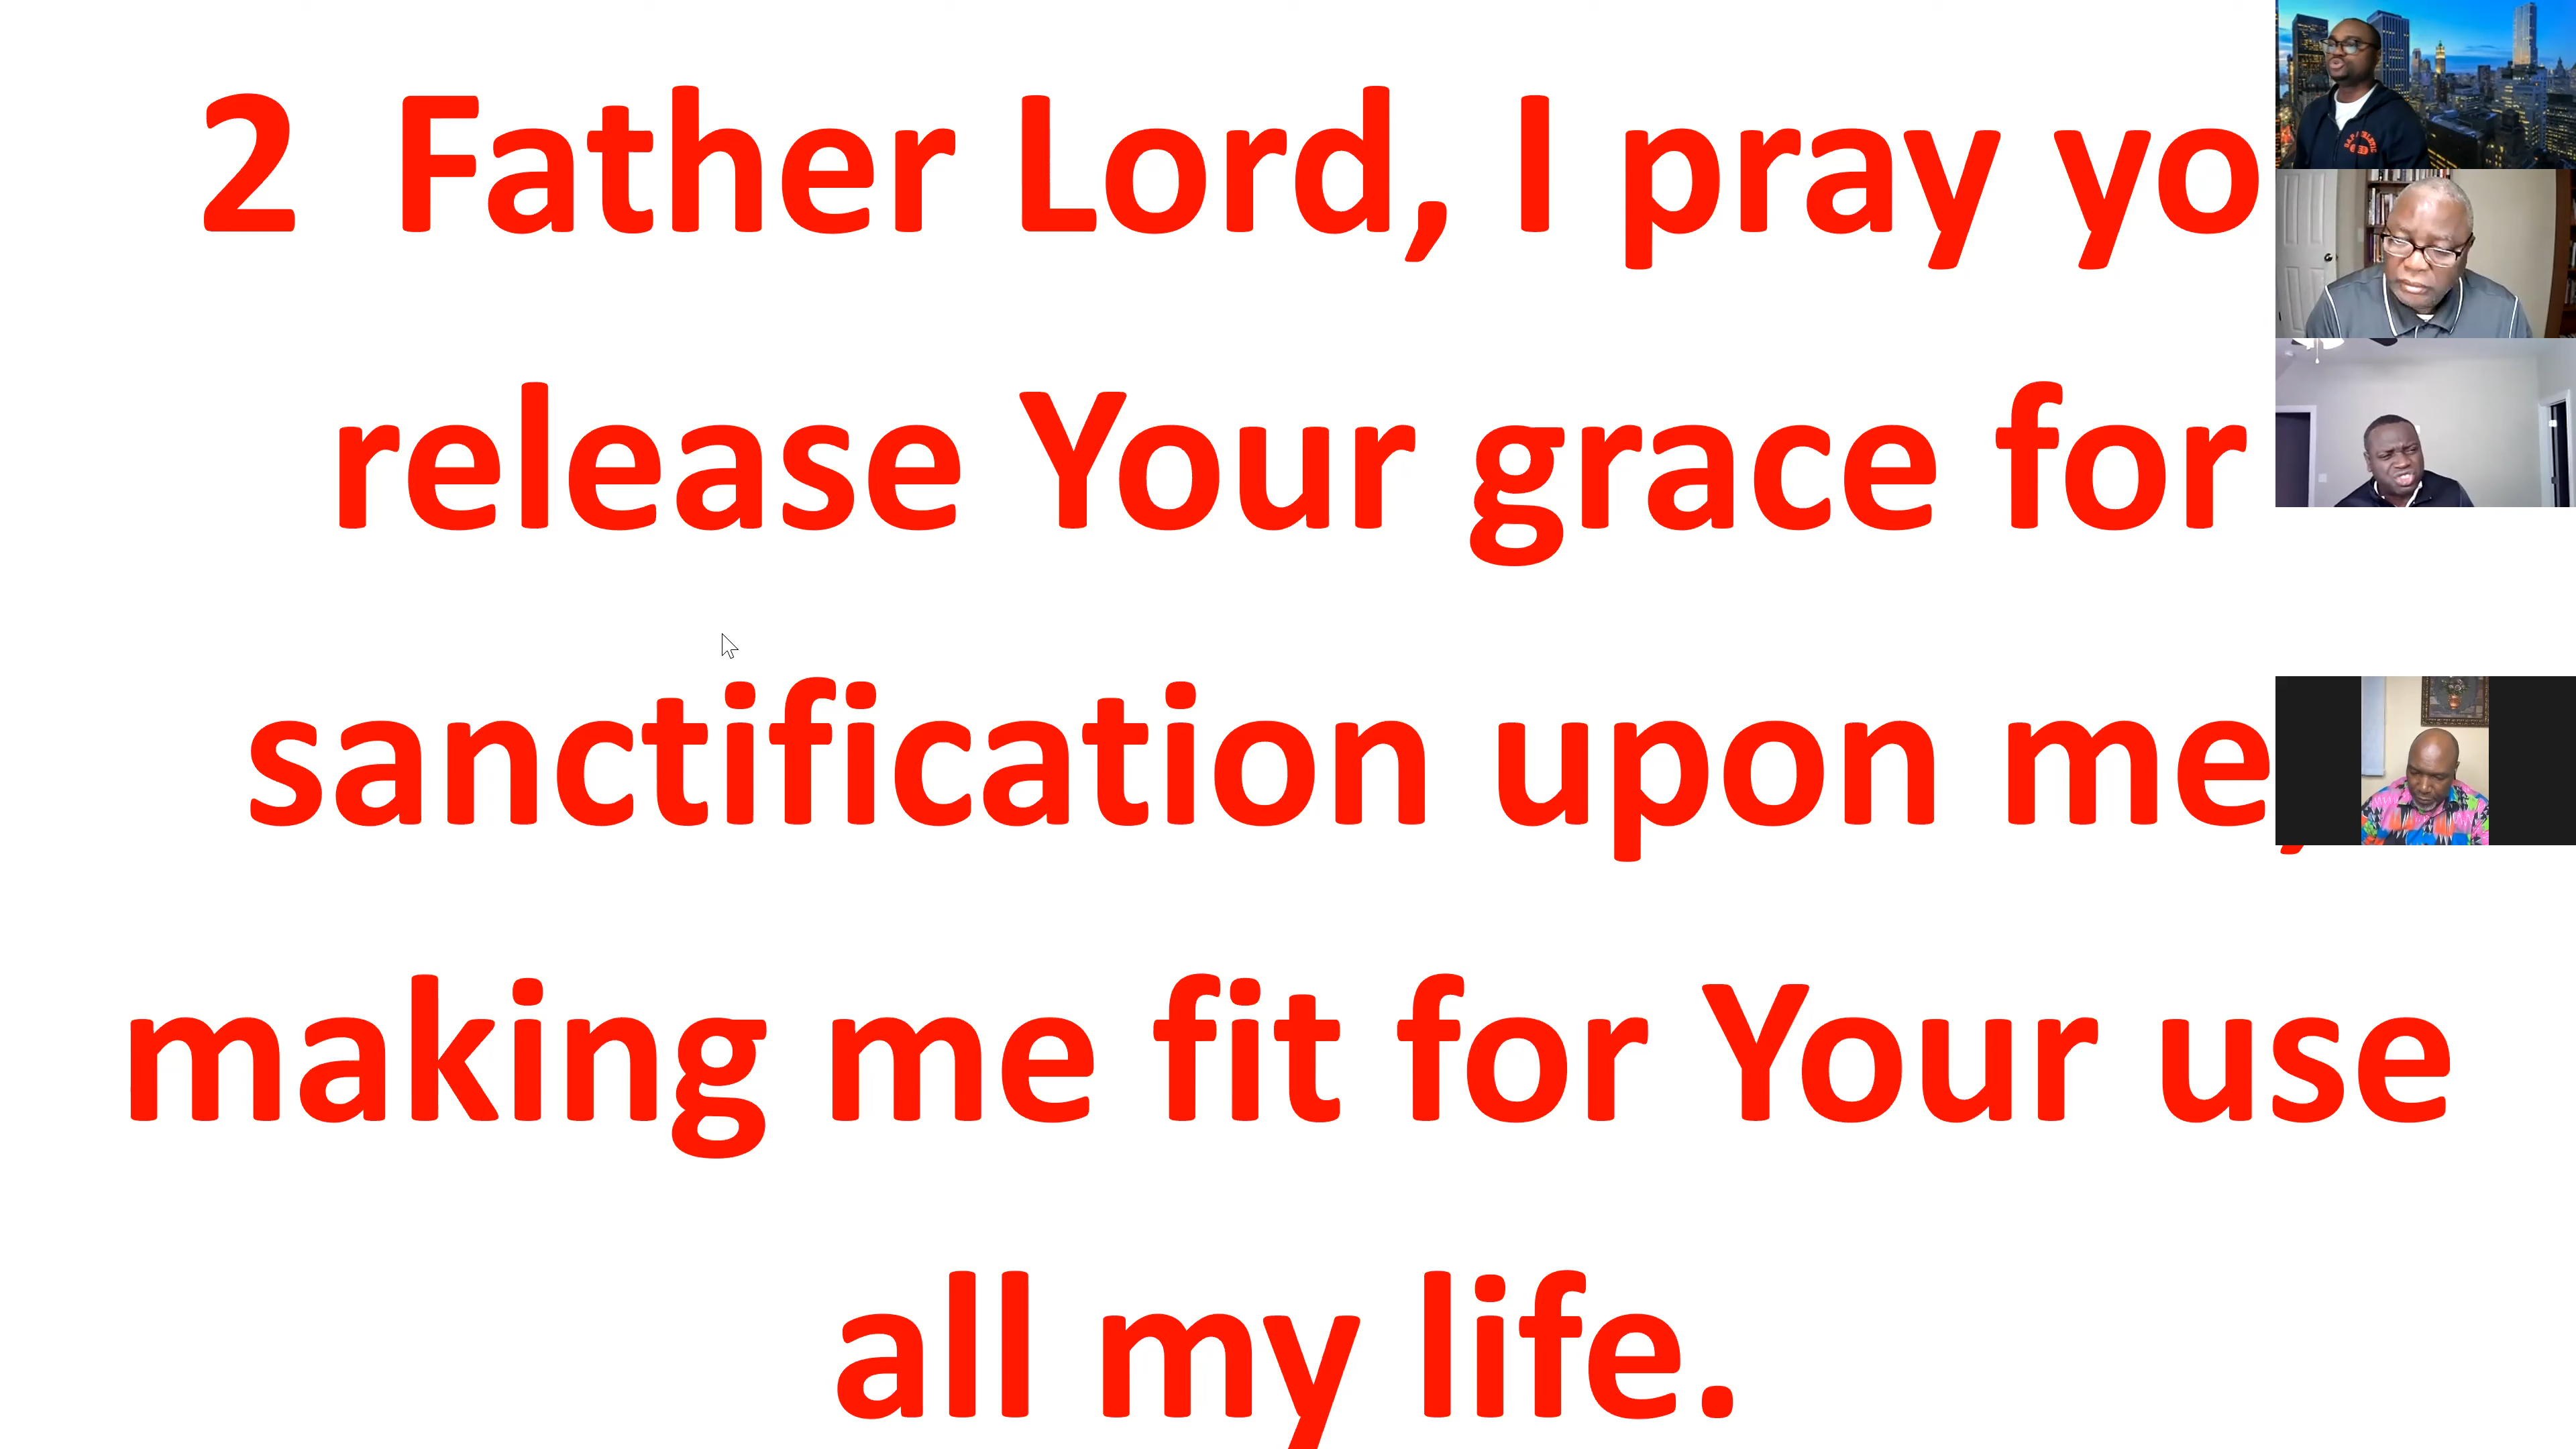 2 Father Lord, I pray yo
release Your grace for
sanctification upon me,
making me fit for Your use
all my life.